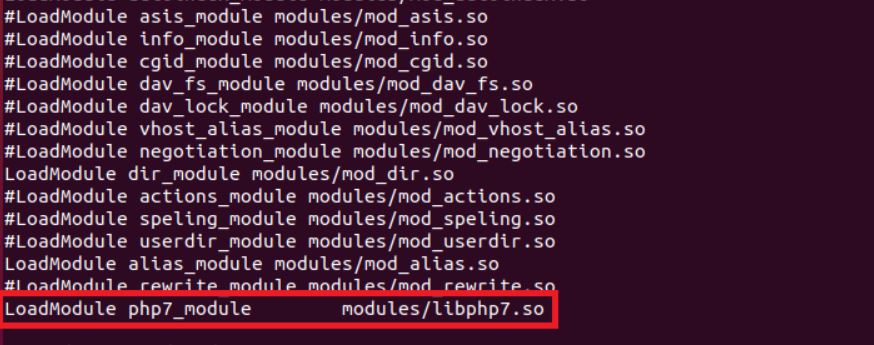 #LoadModule asis_module modules/mod_asis.so
#LoadModule info_module modules/mod_info.so
#LoadModule cgid_module modules/mod_cgid.so
#LoadModule dav_fs_module modules/mod_dav_fs.so
#LoadModule dav_lock_module modules/mod_dav_lock.so
#LoadModule vhost_alias_module modules/mod_vhost_alias.so
#LoadModule negotiation_module modules/mod_negotiation.so
LoadModule dir_module modules/mod_dir.so
#LoadModule actions_module modules/mod_actions.so
#LoadModule speling_module modules/mod_speling.so
#LoadModule userdir_module modules/mod_userdir.so
LoadModule alias_module modules/mod_alias.so
#LoadModule rewrite_module modules/mod_rewrite.so
LoadModule php7_module        modules/libphp7.so